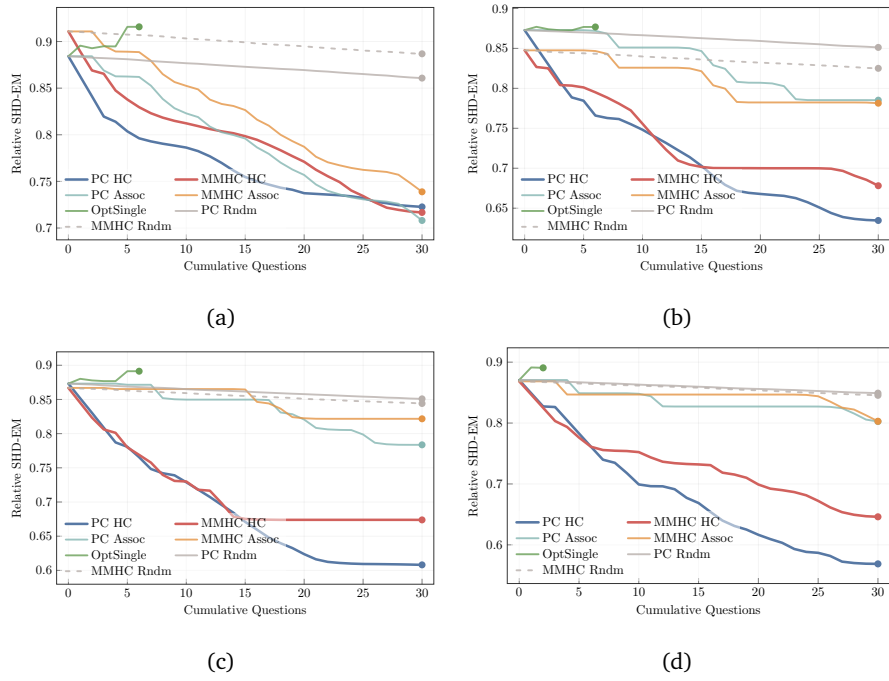 0.9
0.85
0.8
0.75
0.7
Relative SHD-EM
PC HC
MMHC HC
PC Assoc
MMHC Assoc
OptSingle
PC Rndm
MMHC Rndm
0 5 10 15 20 25 30
Cumulative Questions
(a)
0.9
0.85
0.8
0.75
0.7
0.65
Relative SHD-EM
PC HC
MMHC HC
PC Assoc
MMHC Assoc
OptSingle
PC Rndm
MMHC Rndm
0 5 10 15 20 25 30
Cumulative Questions
(b)
0.9
0.85
0.8
0.75
0.7
0.65
0.6
Relative SHD-EM
PC HC
MMHC HC
PC Assoc
MMHC Assoc
OptSingle
PC Rndm
MMHC Rndm
0 5 10 15 20 25 30
Cumulative Questions
(c)
0.9
0.8
0.7
0.6
Relative SHD-EM
PC HC
MMHC HC
PC Assoc
MMHC Assoc
OptSingle
PC Rndm
MMHC Rndm
0 5 10 15 20 25 30
Cumulative Questions
(d)